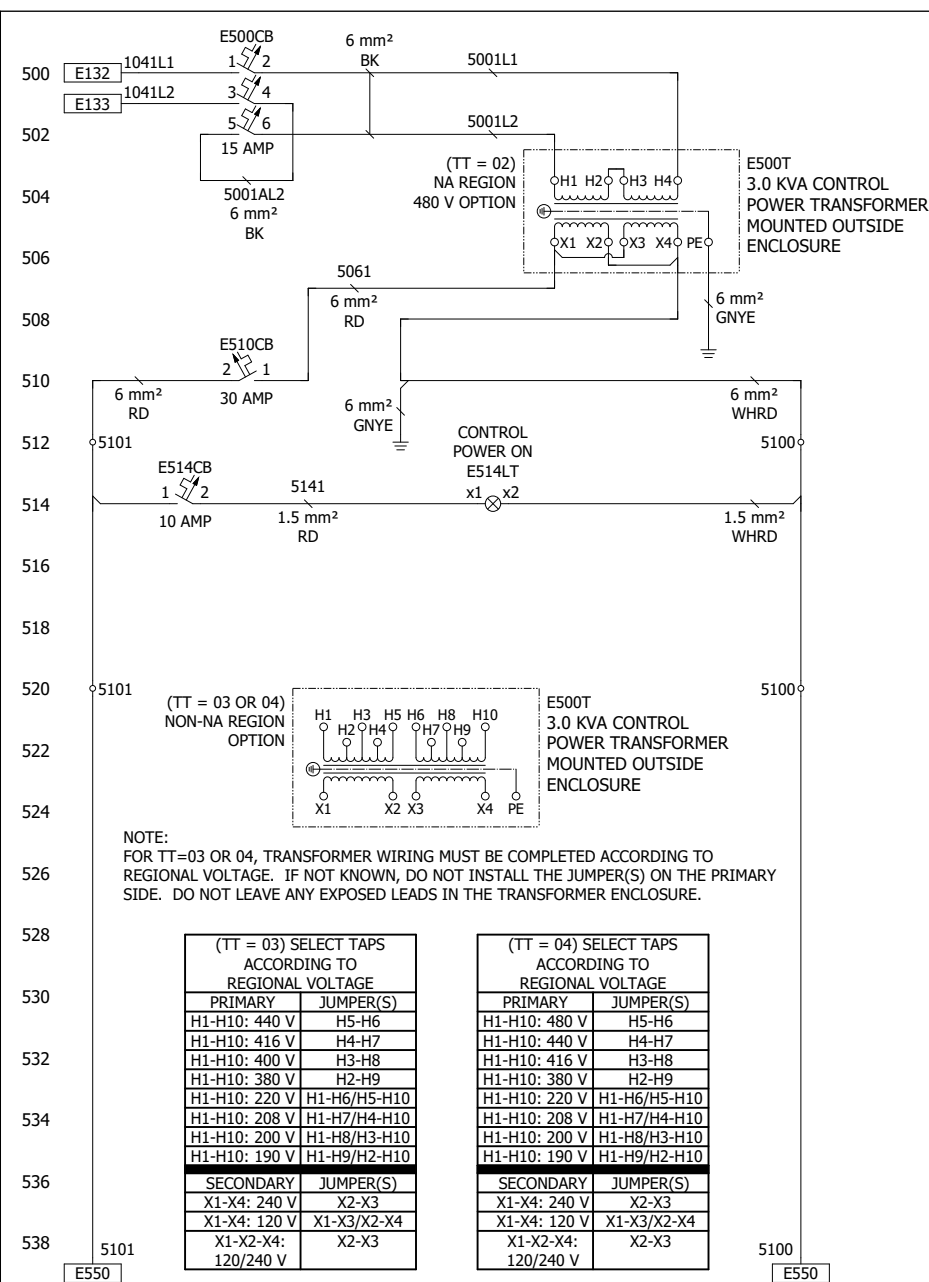 E500CB
6 mm²
BK
500
E132
1041L1
1
2
5001L1
E133
1041L2
3
4
5
6
502
15 AMP
5001L2
5001AL2
6 mm²
BK
(TT = 02)
NA REGION
480 V OPTION
504
H1 H2 H3 H4
E500T
3.0 KVA CONTROL
POWER TRANSFORMER
MOUNTED OUTSIDE
ENCLOSURE
X1 X2 X3 X4 PE
506
5061
6 mm²
RD
6 mm²
GNYE
508
E510CB
2 1
510
30 AMP
6 mm²
RD
6 mm²
GNYE
6 mm²
WHRD
512
5101
CONTROL
POWER ON
E514LT
x1 x2
5100
E514CB
1 2
514
10 AMP
5141
1.5 mm²
RD
1.5 mm²
WHRD
516
518
520
5101
5100
(TT = 03 OR 04)
NON-NA REGION
OPTION
H1 H3 H5 H6 H8 H10
H2 H4 H7 H9
E500T
3.0 KVA CONTROL
POWER TRANSFORMER
MOUNTED OUTSIDE
ENCLOSURE
522
X1 X2 X3 X4 PE
524
NOTE:
FOR TT=03 OR 04, TRANSFORMER WIRING MUST BE COMPLETED ACCORDING TO
526
REGIONAL VOLTAGE. IF NOT KNOWN, DO NOT INSTALL THE JUMPER(S) ON THE PRIMARY
SIDE. DO NOT LEAVE ANY EXPOSED LEADS IN THE TRANSFORMER ENCLOSURE.
528
(TT = 03) SELECT TAPS
ACCORDING TO
REGIONAL VOLTAGE
530
PRIMARY JUMPER(S)
H1-H10: 440 V H5-H6
H1-H10: 416 V H4-H7
532
H1-H10: 400 V H3-H8
H1-H10: 380 V H2-H9
H1-H10: 220 V H1-H6/H5-H10
534
H1-H10: 208 V H1-H7/H4-H10
H1-H10: 200 V H1-H8/H3-H10
H1-H10: 190 V H1-H9/H2-H10
536
SECONDARY JUMPER(S)
X1-X4: 240 V X2-X3
X1-X4: 120 V X1-X3/X2-X4
538
X1-X2-X4: X2-X3
120/240 V
(TT = 04) SELECT TAPS
ACCORDING TO
REGIONAL VOLTAGE
PRIMARY JUMPER(S)
H1-H10: 480 V H5-H6
H1-H10: 440 V H4-H7
H1-H10: 416 V H3-H8
H1-H10: 380 V H2-H9
H1-H10: 220 V H1-H6/H5-H10
H1-H10: 208 V H1-H7/H4-H10
H1-H10: 200 V H1-H8/H3-H10
H1-H10: 190 V H1-H9/H2-H10
SECONDARY JUMPER(S)
X1-X4: 240 V X2-X3
X1-X4: 120 V X1-X3/X2-X4
X1-X2-X4: X2-X3
120/240 V
5101
E550
5100
E550